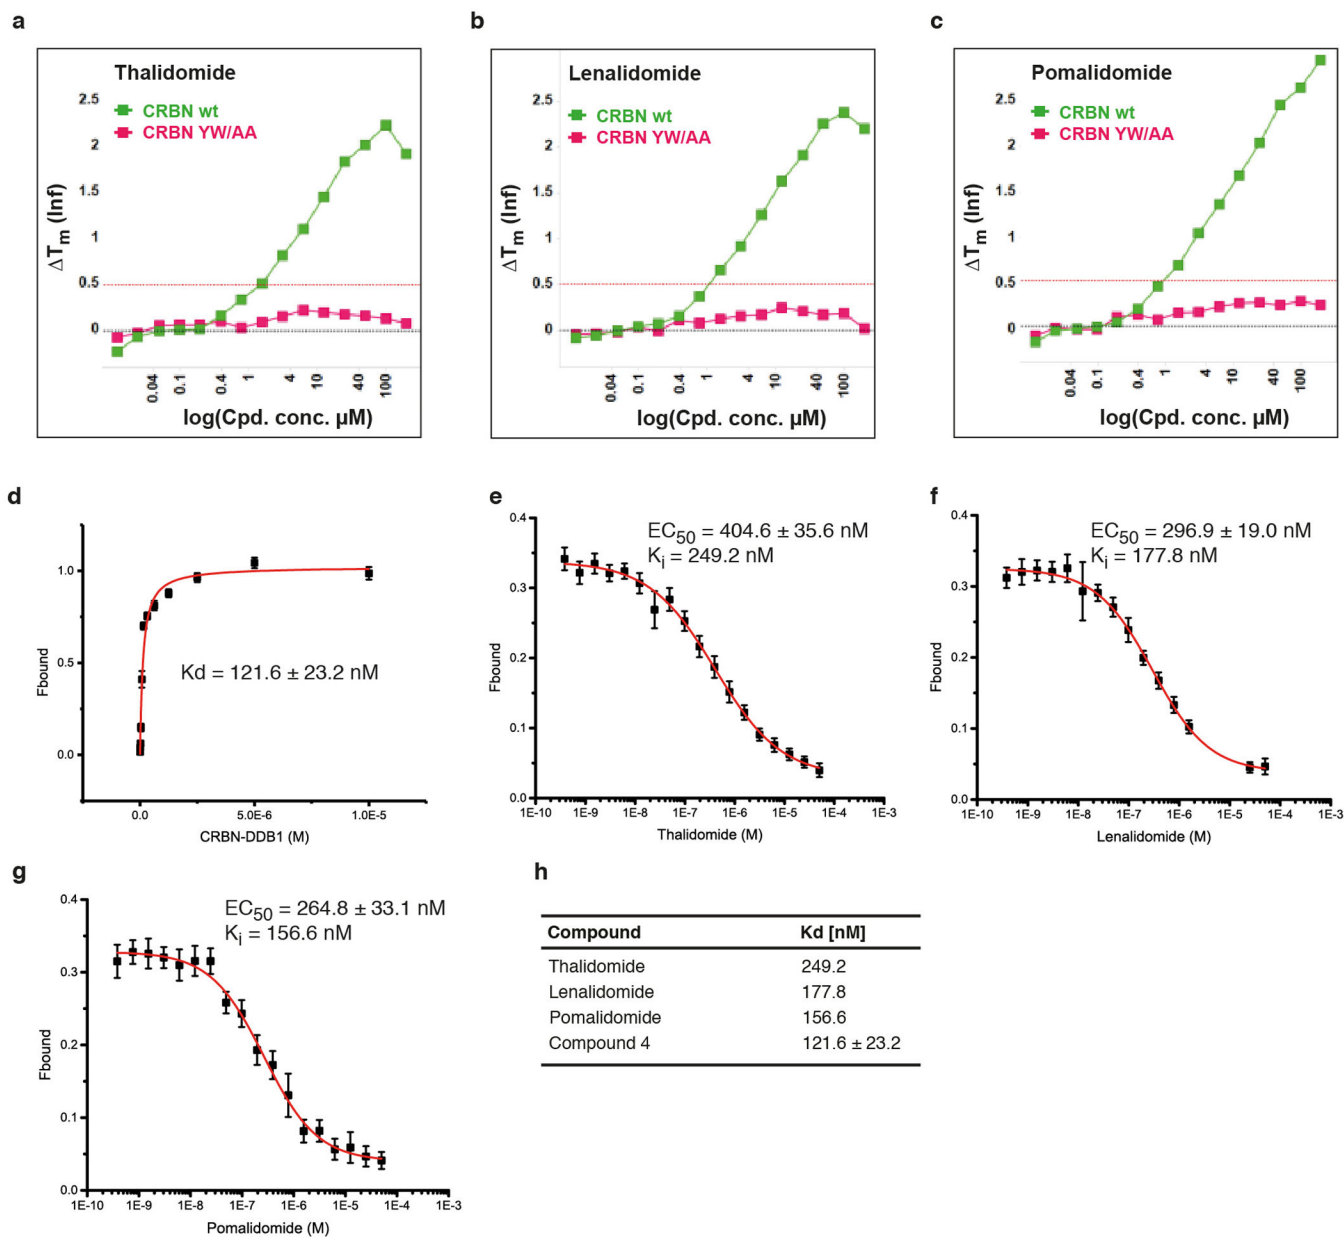 a
Thalidomide
CRBN wt
CRBN YW/AA
2.5
2
1.5
1
0.5
0
ΔTm (Inf)
0.04 0.1 0.4 1 4 10 40 100
log(Cpd. conc. µM)
b
Lenalidomide
CRBN wt
CRBN YW/AA
2.5
2
1.5
1
0.5
0
ΔTm (Inf)
0.04 0.1 0.4 1 4 10 40 100
log(Cpd. conc. µM)
c
Pomalidomide
CRBN wt
CRBN YW/AA
2.5
2
1.5
1
0.5
0
ΔTm (Inf)
0.04 0.1 0.4 1 4 10 40 100
log(Cpd. conc. µM)
d
1.0
0.5
0.0
Fbound
Kd = 121.6 ± 23.2 nM
0.0 5.0E-6 1.0E-5
CRBN-DDB1 (M)
e
EC50 = 404.6 ± 35.6 nM
Ki = 249.2 nM
0.4
0.3
0.2
0.1
0.0
Fbound
1E-10 1E-9 1E-8 1E-7 1E-6 1E-5 1E-4 1E-3
Thalidomide (M)
f
EC50 = 296.9 ± 19.0 nM
Ki = 177.8 nM
0.4
0.3
0.2
0.1
0.0
Fbound
1E-10 1E-9 1E-8 1E-7 1E-6 1E-5 1E-4 1E-3
Lenalidomide (M)
g
EC50 = 264.8 ± 33.1 nM
Ki = 156.6 nM
0.4
0.3
0.2
0.1
0.0
Fbound
1E-10 1E-9 1E-8 1E-7 1E-6 1E-5 1E-4 1E-3
Pomalidomide (M)
h
Compound Kd [nM]
Thalidomide 249.2
Lenalidomide 177.8
Pomalidomide 156.6
Compound 4 121.6 ± 23.2